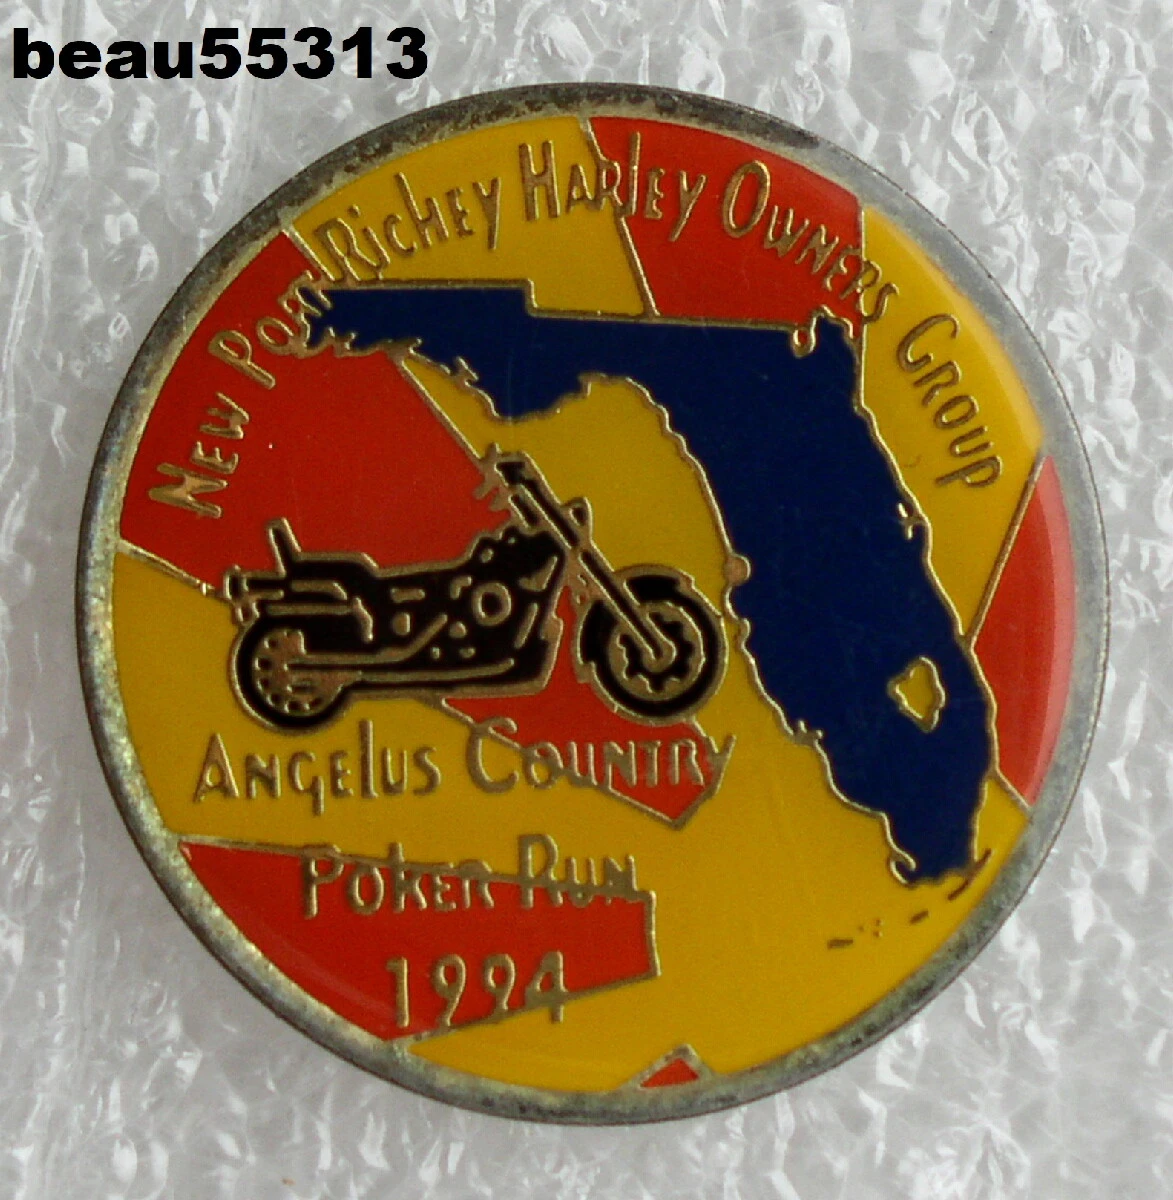 beau55313
New Port Richey Harley Owners Group
Angelus Country
Poker Run
1994